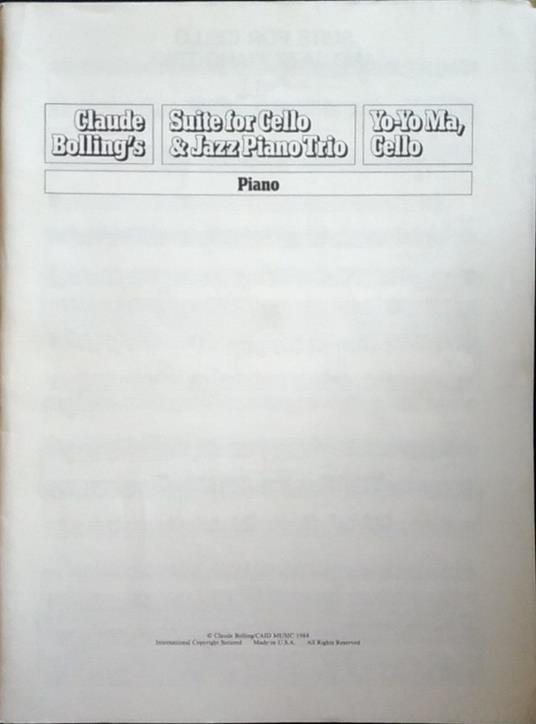 Claude Bolling's
Suite for Cello & Jazz Piano Trio
Yo-Yo Ma, Cello
Piano
© Claude Bolling/CAID MUSIC 1984
International Copyright Secured Made in U.S.A. All Rights Reserved